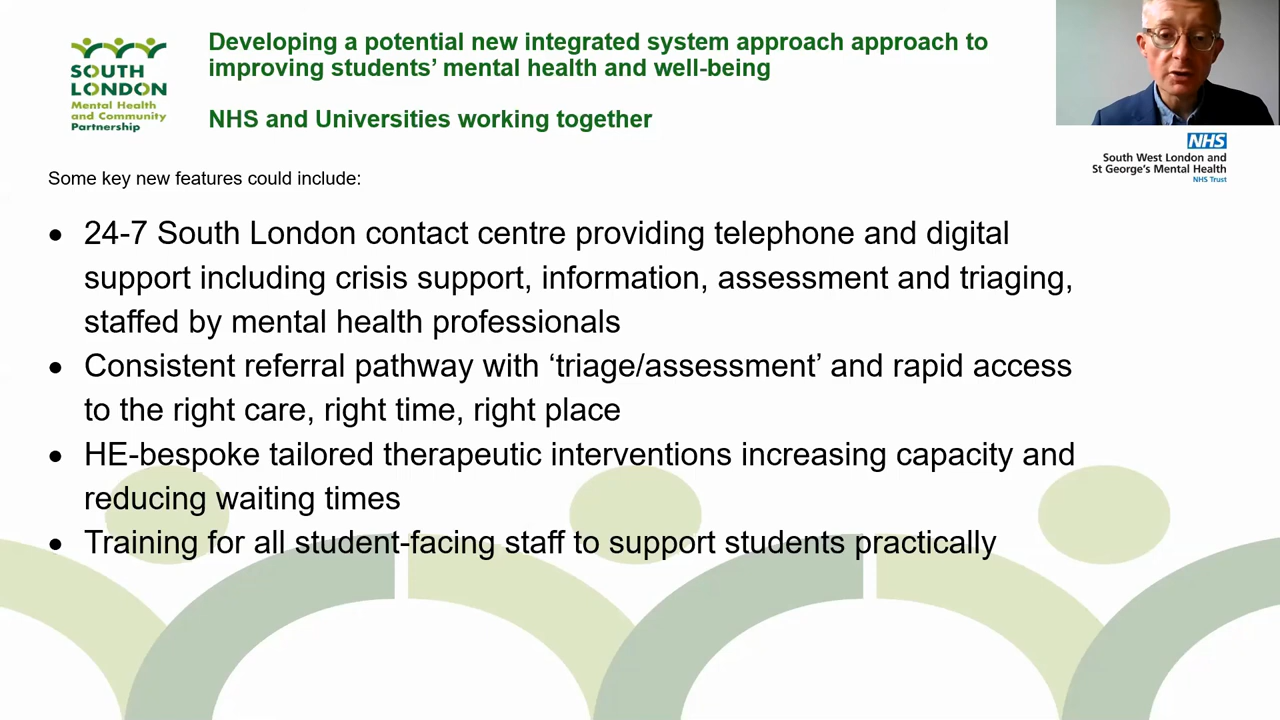 SOUTH
LONDON
Mental Health
and Community
Partnership
Developing a potential new integrated system approach approach to
improving students’ mental health and well-being
NHS and Universities working together
NHS
South West London and
St George's Mental Health
NHS Trust
Some key new features could include:
• 24-7 South London contact centre providing telephone and digital
support including crisis support, information, assessment and triaging,
staffed by mental health professionals
• Consistent referral pathway with ‘triage/assessment’ and rapid access
to the right care, right time, right place
• HE-bespoke tailored therapeutic interventions increasing capacity and
reducing waiting times
• Training for all student-facing staff to support students practically